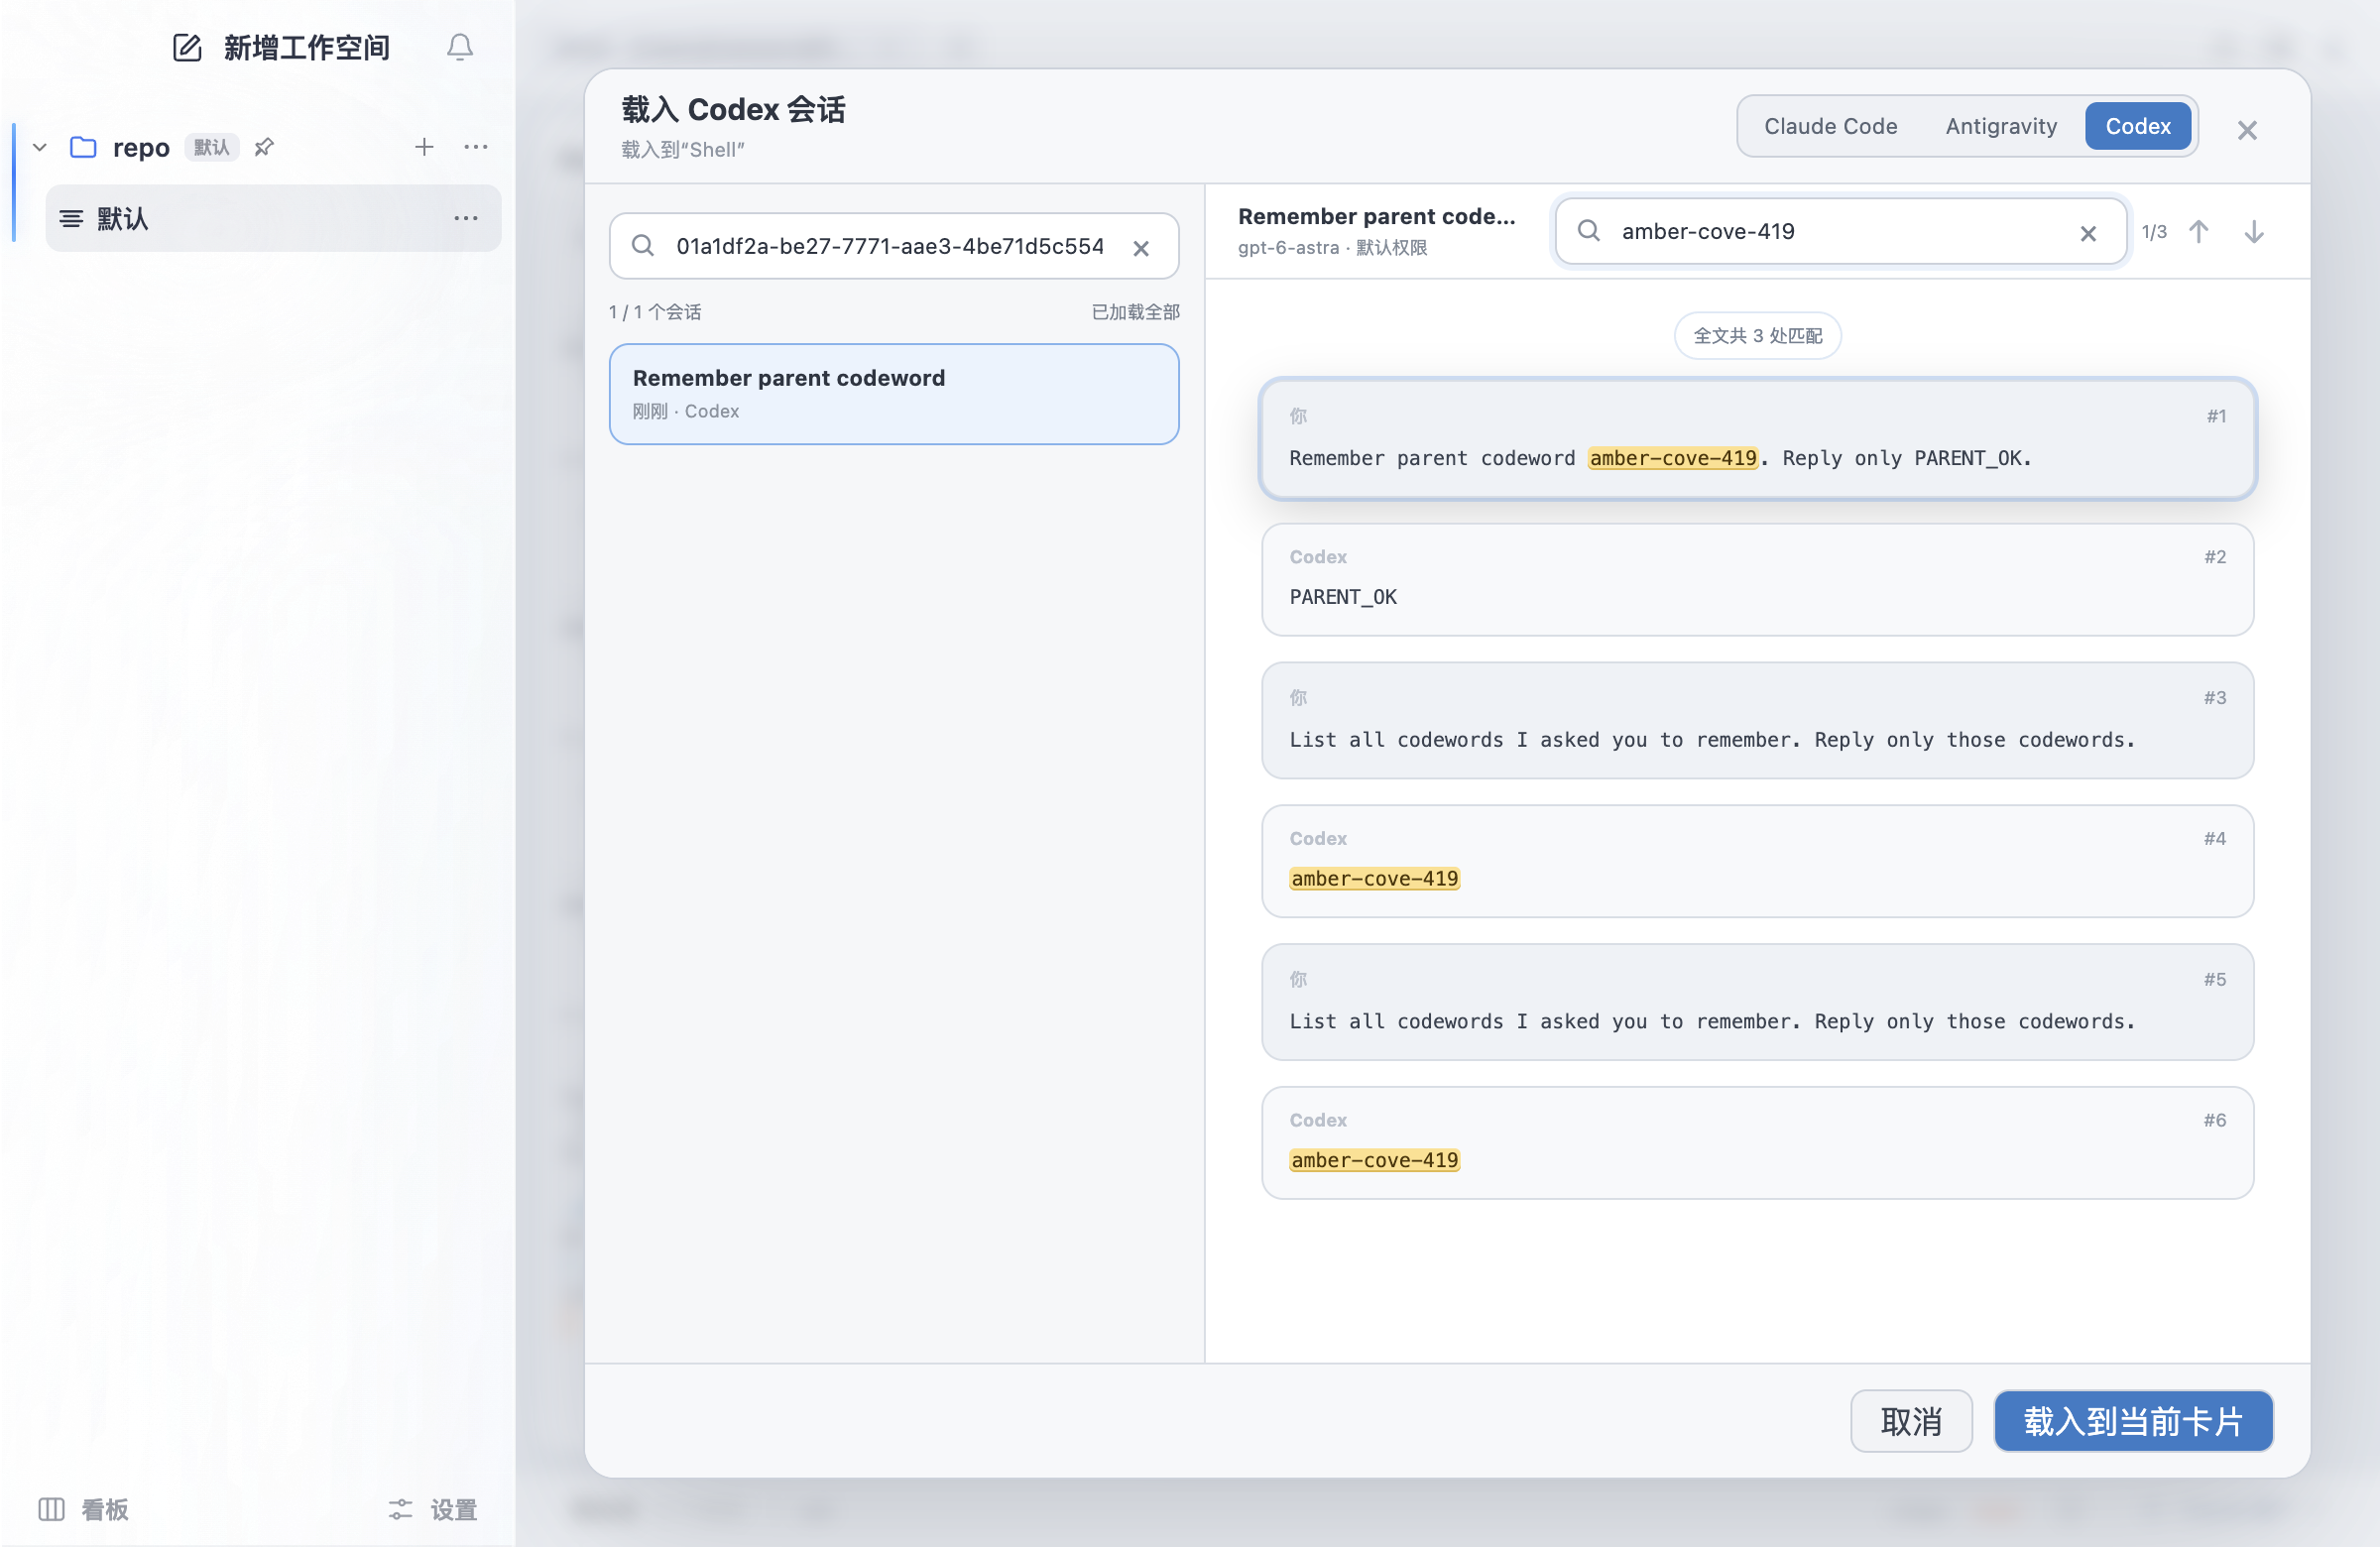 新增工作空间
repo 默认
默认
看板
设置
载入 Codex 会话
载入到“Shell”
Claude Code
Antigravity
Codex
01a1df2a-be27-7771-aae3-4be71d5c554
1 / 1 个会话
已加载全部
Remember parent codeword
刚刚 · Codex
Remember parent code...
gpt-6-astra · 默认权限
amber-cove-419
1/3
全文共 3 处匹配
你 #1
Remember parent codeword amber-cove-419. Reply only PARENT_OK.
Codex #2
PARENT_OK
你 #3
List all codewords I asked you to remember. Reply only those codewords.
Codex #4
amber-cove-419
你 #5
List all codewords I asked you to remember. Reply only those codewords.
Codex #6
amber-cove-419
取消
载入到当前卡片